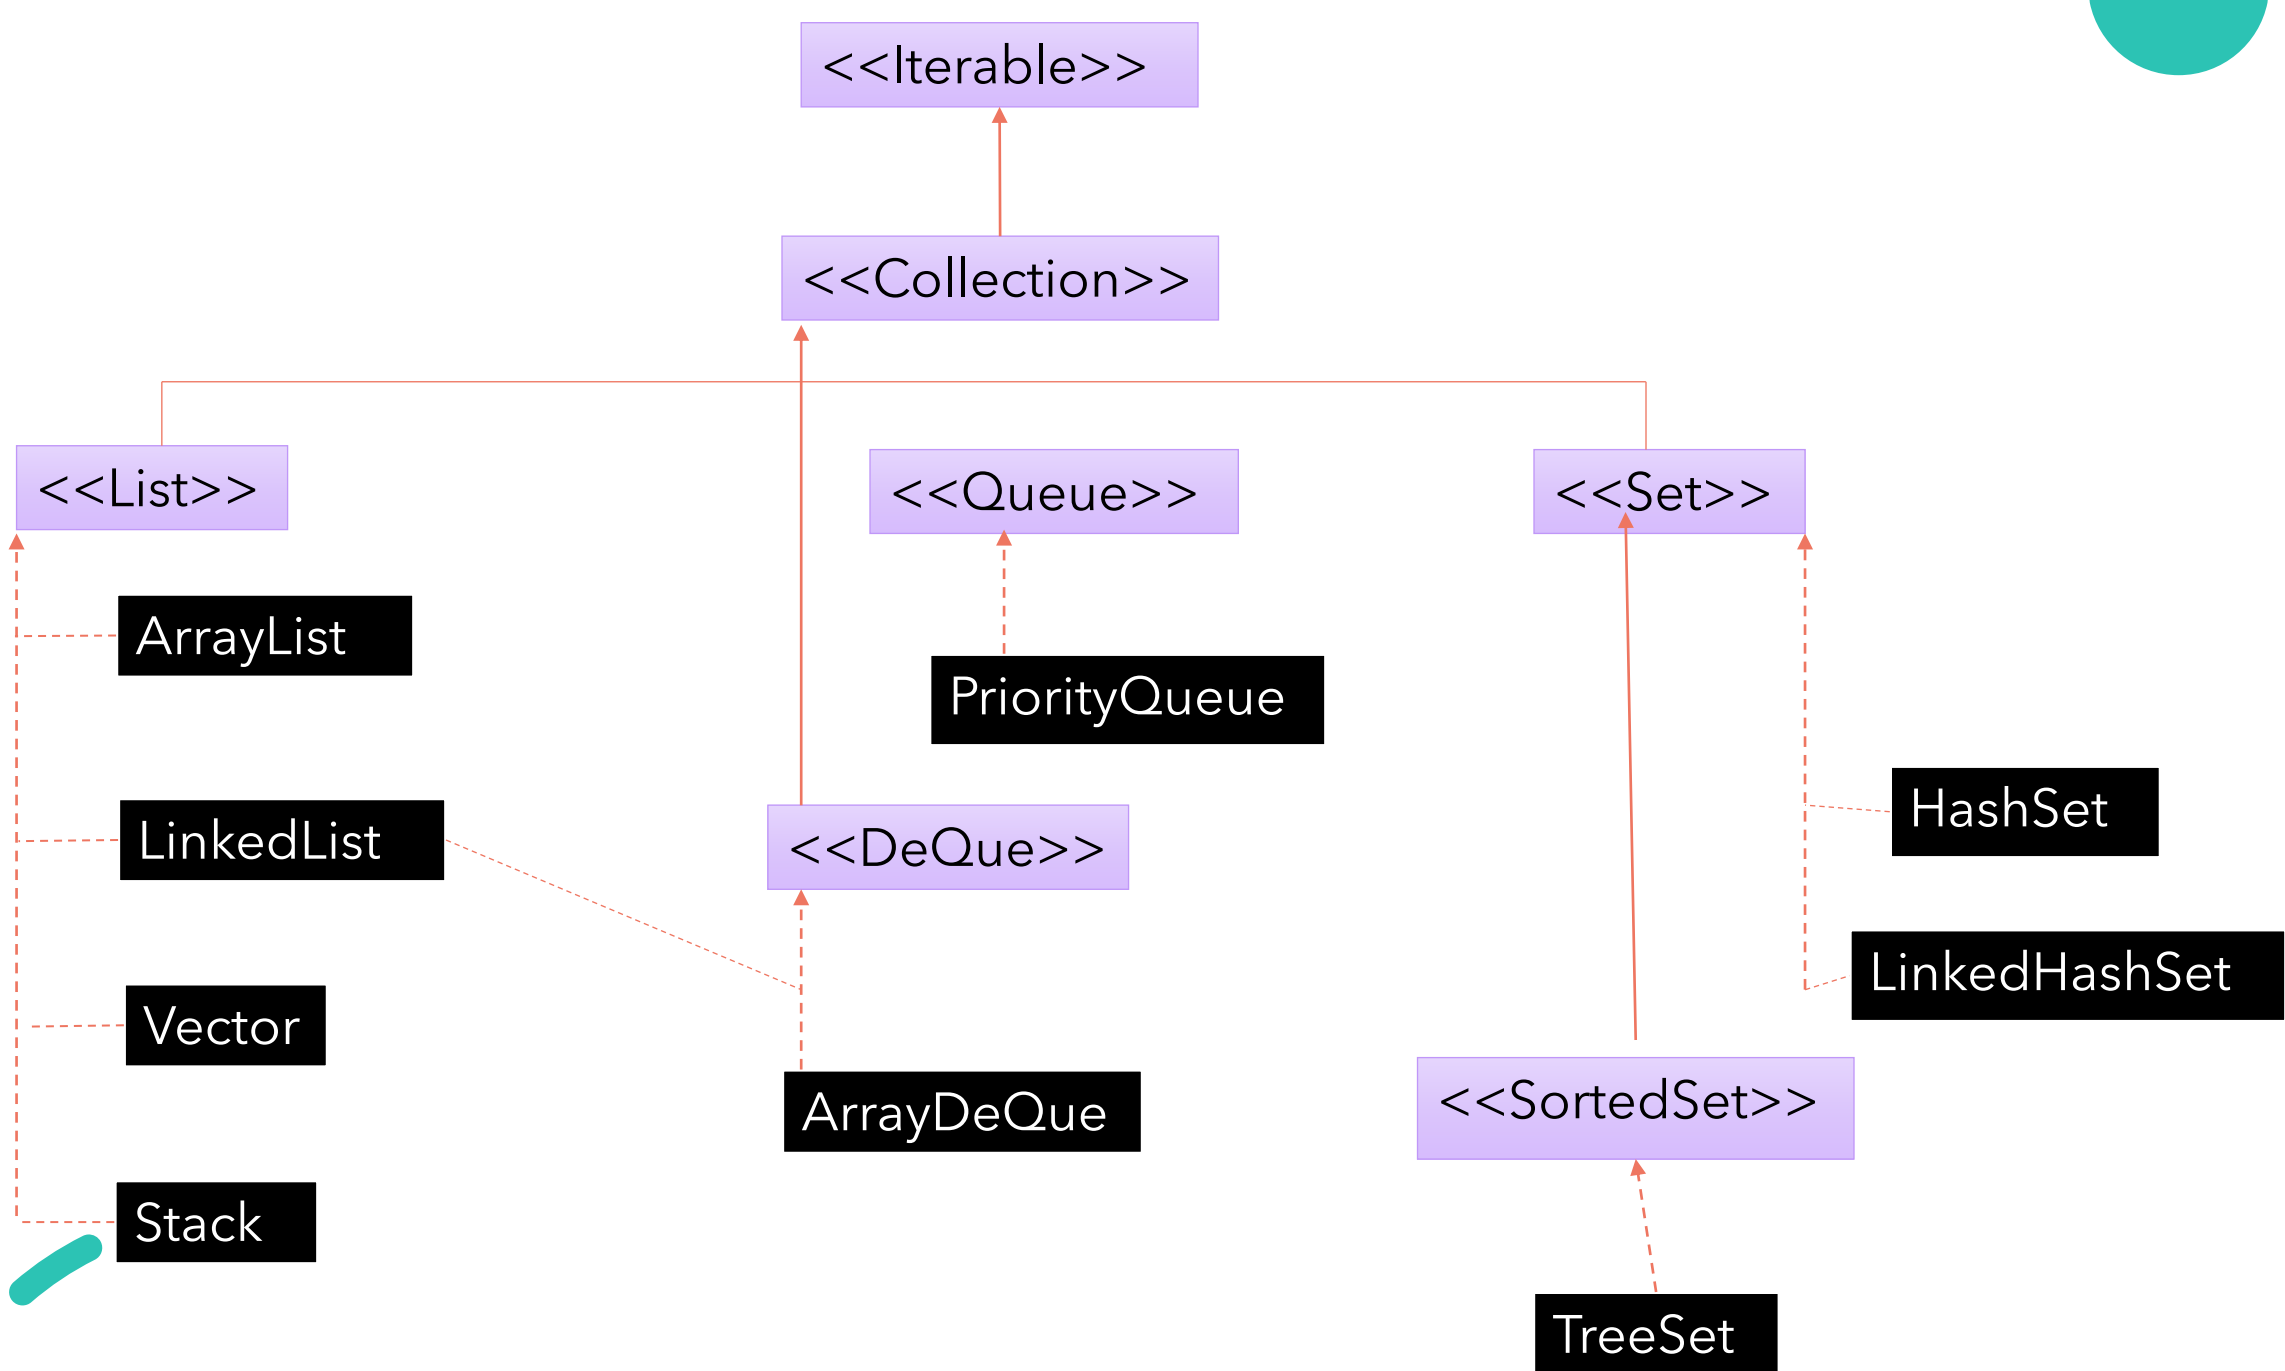 <<Iterable>>
<<Collection>>
<<List>>
<<Queue>>
<<Set>>
ArrayList
PriorityQueue
HashSet
LinkedList
<<DeQue>>
LinkedHashSet
Vector
ArrayDeQue
<<SortedSet>>
Stack
TreeSet